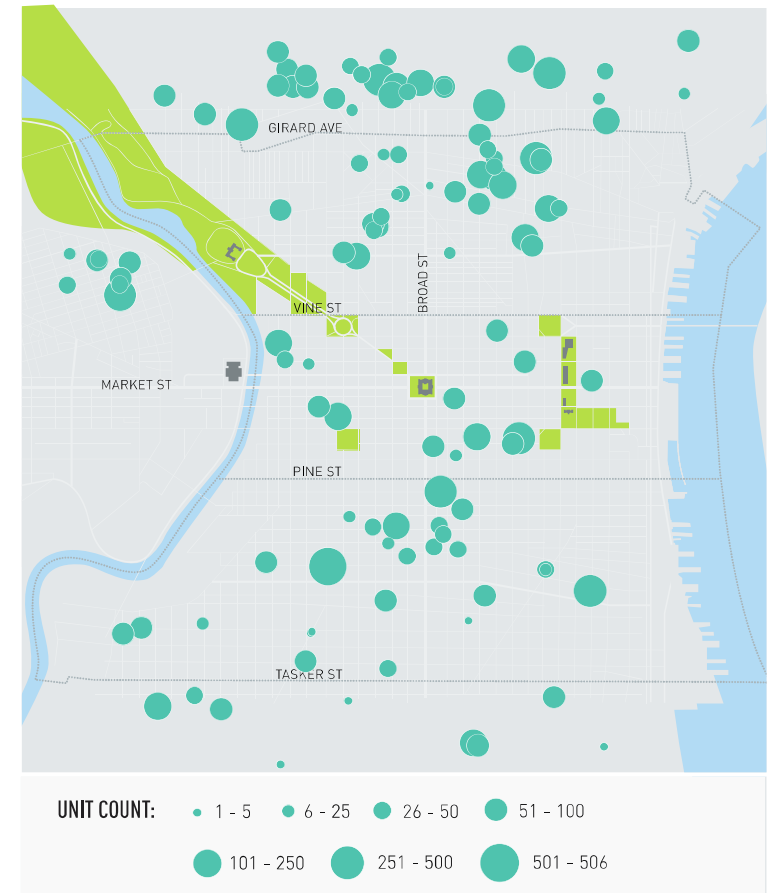 GIRARD AVE
BROAD ST
VINE ST
MARKET ST
PINE ST
TASKER ST
UNIT COUNT:
1 - 5
6 - 25
26 - 50
51 - 100
101 - 250
251 - 500
501 - 506